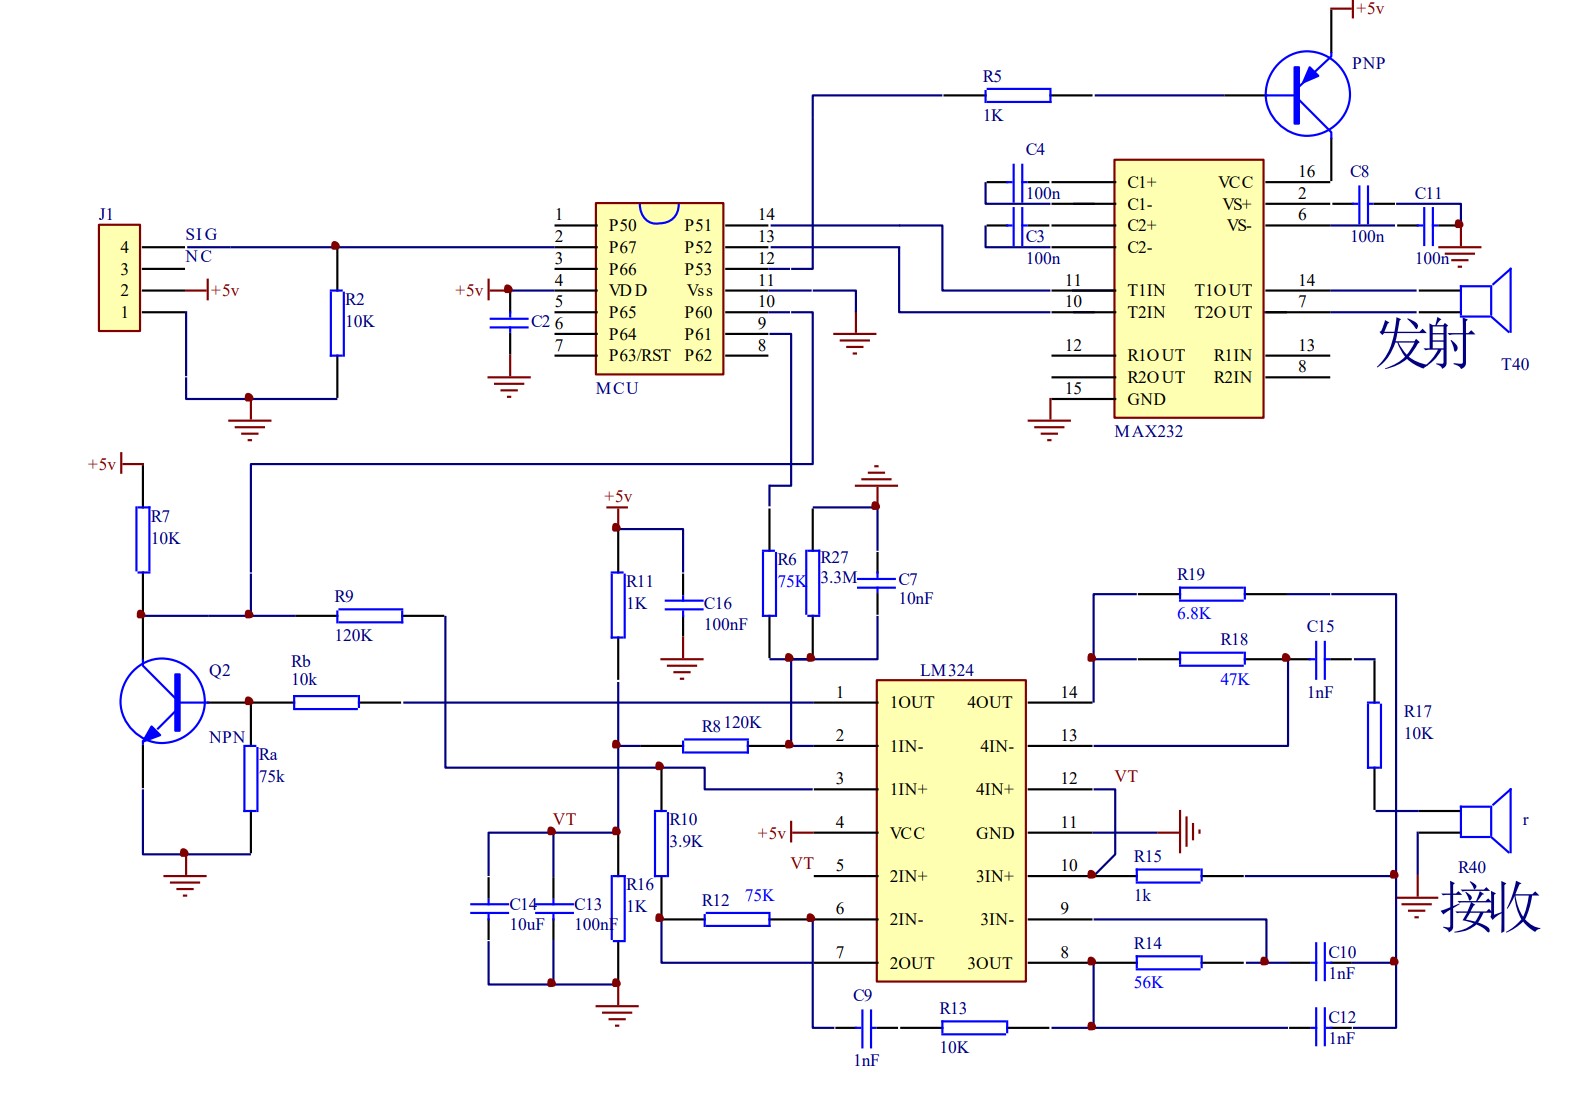 +5v
PNP
R5
1K
C4
100n
C3
100n
C1+
C1-
C2+
C2-
T1IN
T2IN
R1OUT
R2OUT
GND
VCC
VS+
VS-
T1OUT
T2OUT
R1IN
R2IN
11
10
12
15
16
2
6
14
7
13
8
MAX232
C8
100n
C11
100n
发射
T40
J1
4
3
2
1
SIG
NC
+5v
R2
10K
+5v
C2
1
2
3
4
5
6
7
P50
P67
P66
VDD
P65
P64
P63/RST
P51
P52
P53
Vss
P60
P61
P62
14
13
12
11
10
9
8
MCU
+5v
R7
10K
R9
120K
Q2
NPN
Rb
10k
Ra
75k
+5v
R11
1K
C16
100nF
R6
75K
R27
3.3M
C7
10nF
R8
120K
VT
C14
10uF
C13
100nF
R16
1K
R10
3.9K
R12
75K
+5v
VT
LM324
1
2
3
4
5
6
7
1OUT
1IN-
1IN+
VCC
2IN+
2IN-
2OUT
4OUT
4IN-
4IN+
GND
3IN+
3IN-
3OUT
14
13
12
11
10
9
8
VT
R19
6.8K
R18
47K
C15
1nF
R17
10K
R15
1k
R14
56K
C10
1nF
C12
1nF
C9
1nF
R13
10K
r
R40
接收